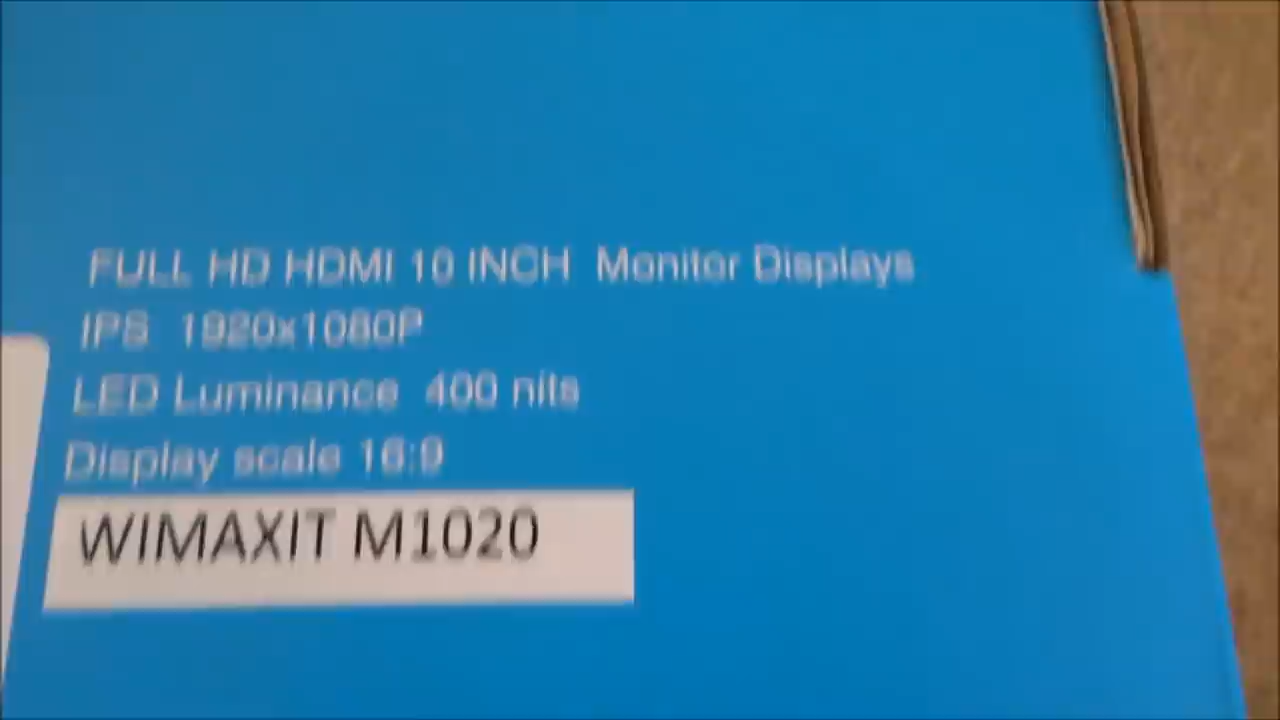 FULL HD HDMI 10 INCH Monitor Displays
IPS 1920x1080P
LED Luminance 400 nits
Display scale 16:9
WIMAXIT M1020